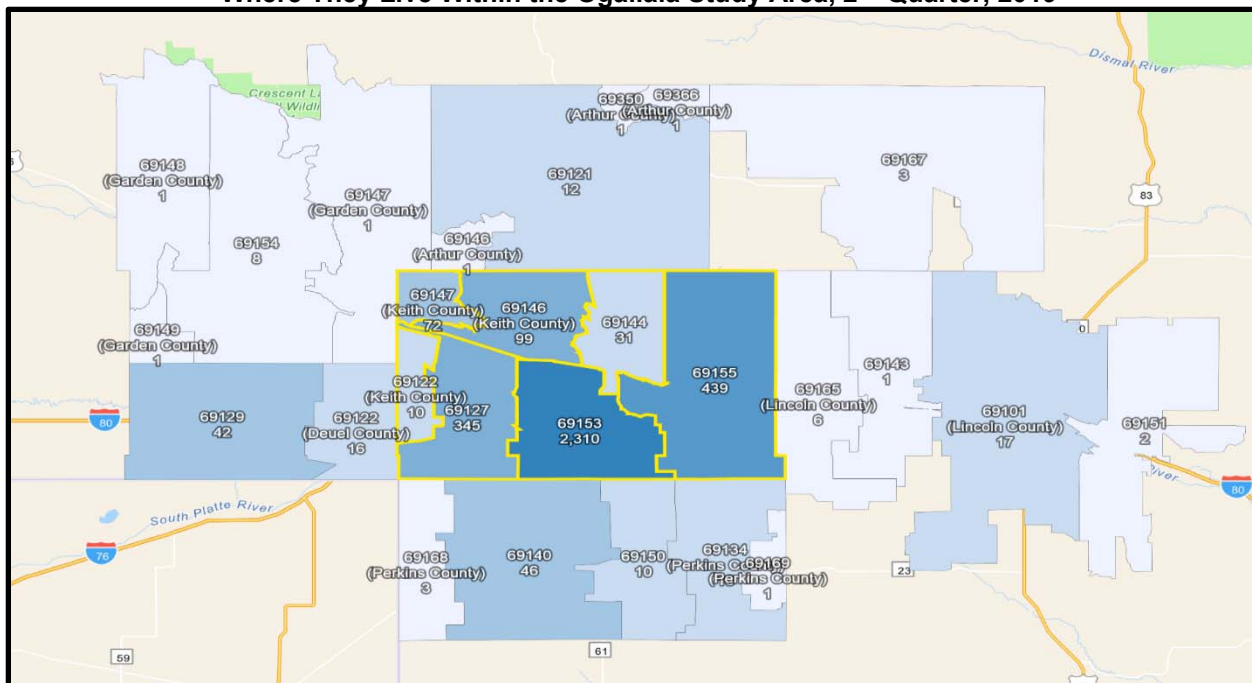 Where They Live Within the Ogallala Study Area, 2
Quarter,
Dismal River
Crescent
Wildli
69350
(Arthur County)
1
69366
(Arthur County)
1
69148
(Garden County)
1
69121
12
69167
3
83
69147
(Garden County)
1
69154
8
69146
(Arthur County)
1
69147
(Keith County)
72
69146
(Keith County)
99
69144
31
69149
(Garden County)
1
0
69155
439
69143
1
69122
(Keith County)
10
69127
345
69165
(Lincoln County)
6
80
69129
42
69122
(Deuel County)
16
69153
2,310
69101
(Lincoln County)
17
69151
2
River
80
South Platte River
76
69168
(Perkins County)
3
69140
46
69150
10
69134
(Perkins County)
69169
(Perkins County)
1
23
59
61